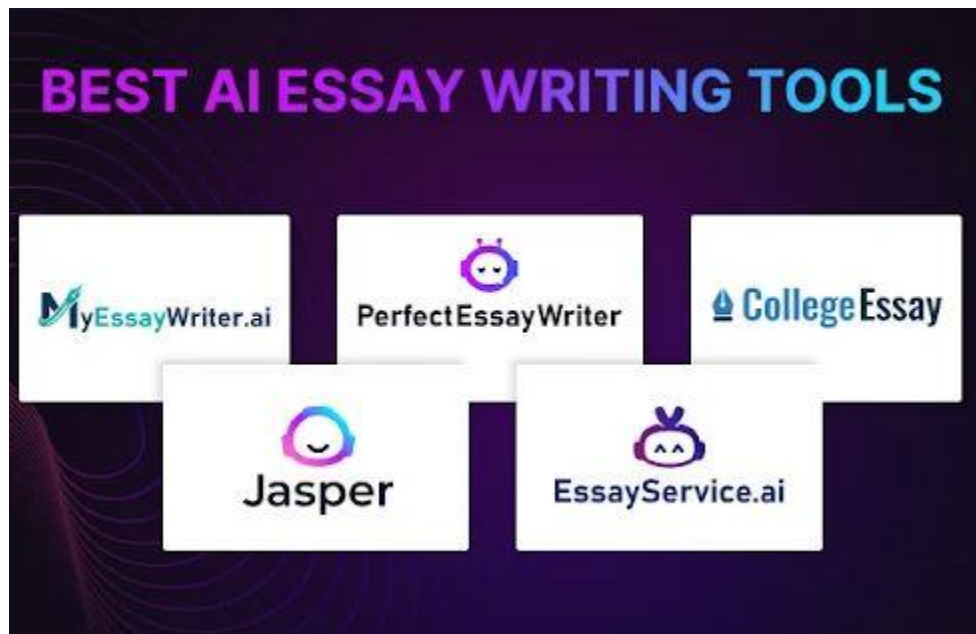 BEST AI ESSAY WRITING TOOLS
MyEssayWriter.ai
PerfectEssayWriter
CollegeEssay
Jasper
EssayService.ai